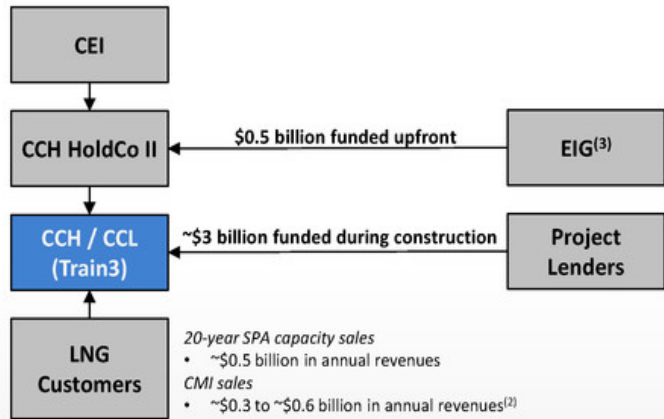 CEI
CCH HoldCo II
$0.5 billion funded upfront
EIG(3)
CCH / CCL
(Train3)
~$3 billion funded during construction
Project
Lenders
LNG
Customers
20-year SPA capacity sales
• ~$0.5 billion in annual revenues
CMI sales
• ~$0.3 to ~$0.6 billion in annual revenues(2)